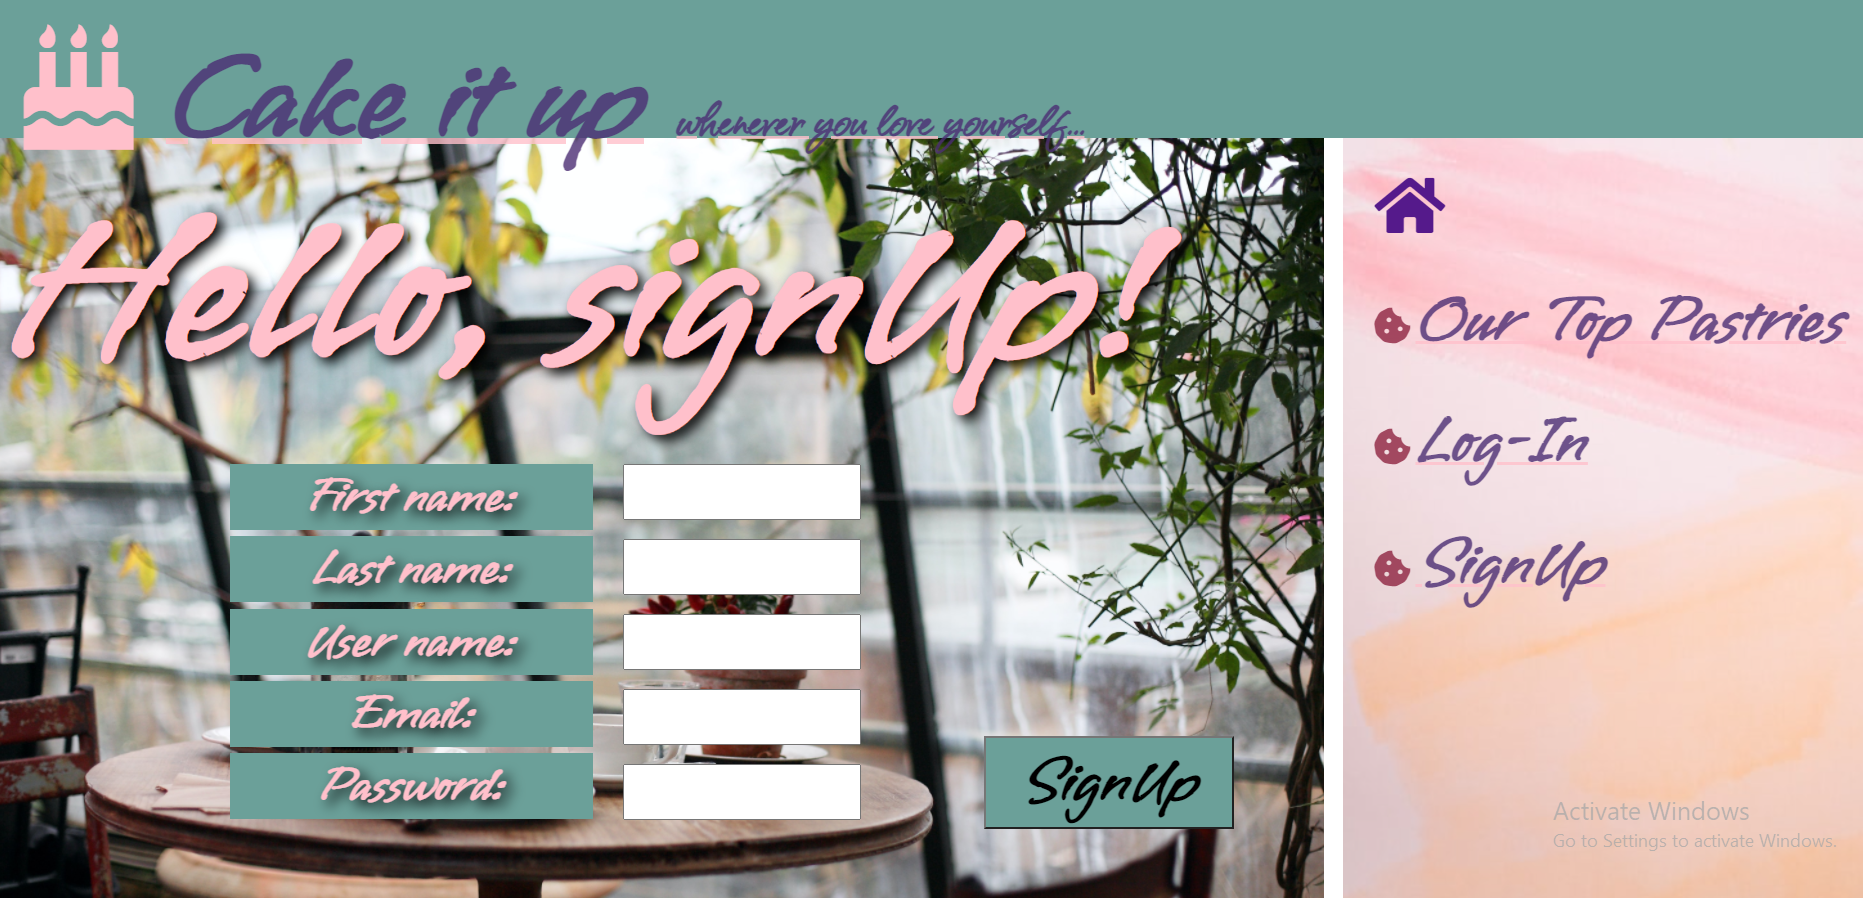 Cake it up whenever you love yourself...
Hello, signUp!
First name:
Last name:
User name:
Email:
Password:
SignUp
Our Top Pastries
Log-In
SignUp
Activate Windows
Go to Settings to activate Windows.